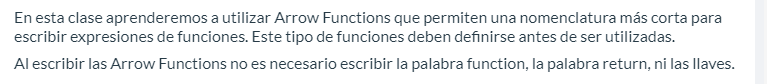 En esta clase aprenderemos a utilizar Arrow Functions que permiten una nomenclatura más corta para
escribir expresiones de funciones. Este tipo de funciones deben definirse antes de ser utilizadas.
Al escribir las Arrow Functions no es necesario escribir la palabra function, la palabra return, ni las llaves.